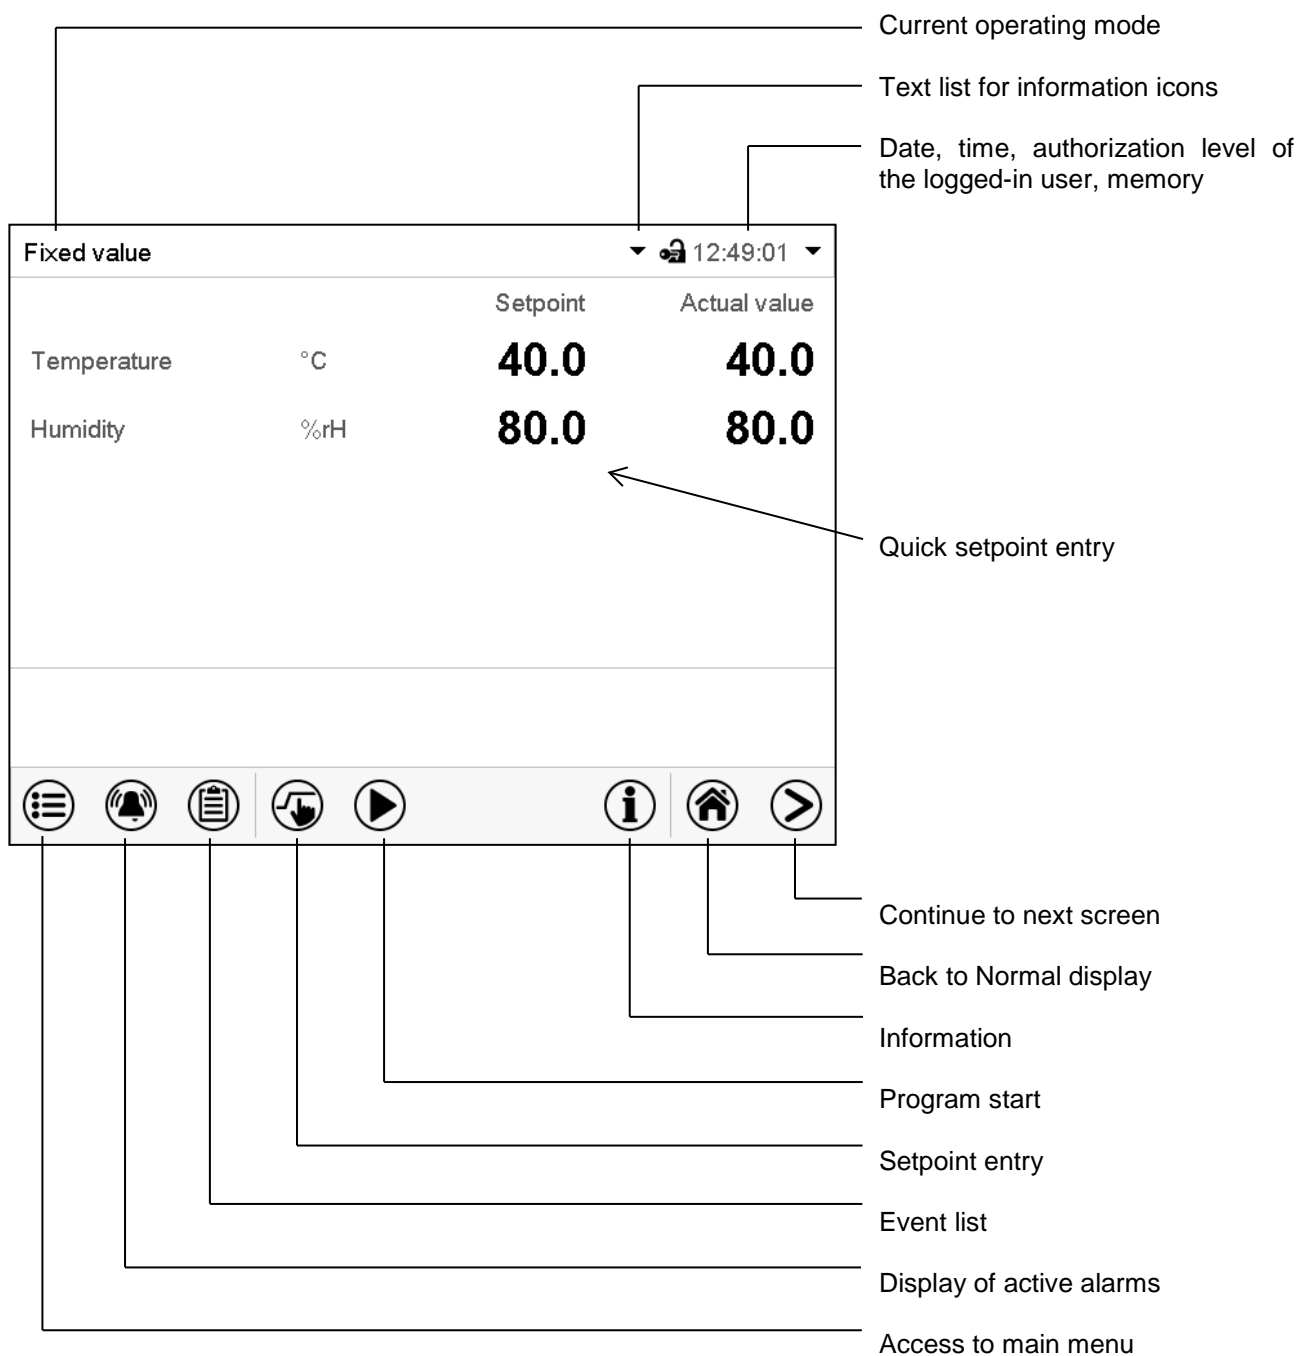 Current operating mode
Text list for information icons
Date, time, authorization level of
the logged-in user, memory
Fixed value 12:49:01
Setpoint Actual value
Temperature °C 40.0 40.0
Humidity %rH 80.0 80.0
Quick setpoint entry
Continue to next screen
Back to Normal display
Information
Program start
Setpoint entry
Event list
Display of active alarms
Access to main menu